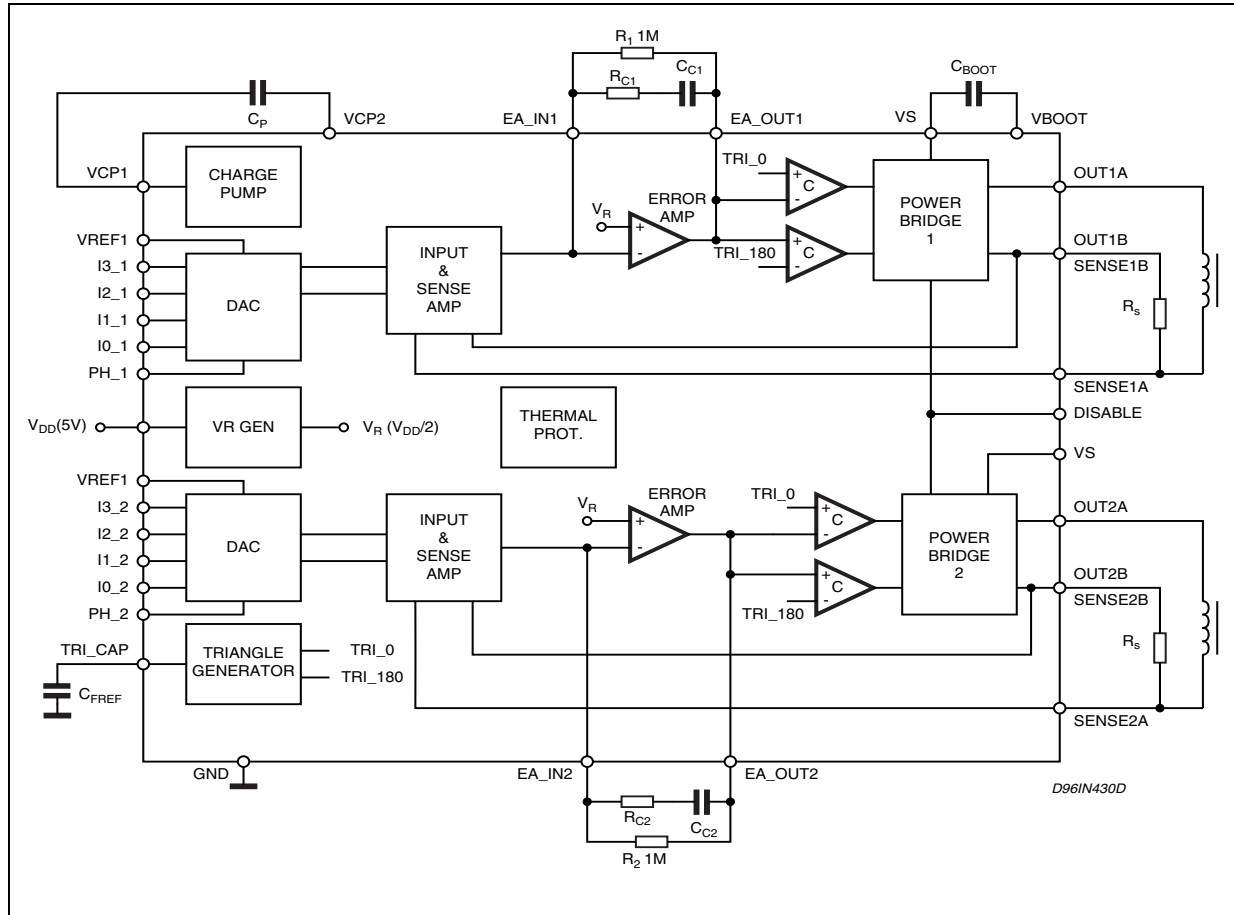 R1 1M
RC1
CC1
CBOOT
CP
VCP2
EA_IN1
EA_OUT1
VS
VBOOT
VCP1
CHARGE
PUMP
TRI_0
+
-
C
POWER
BRIDGE
1
OUT1A
VREF1
I3_1
I2_1
I1_1
I0_1
PH_1
DAC
INPUT
&
SENSE
AMP
VR
+
-
ERROR
AMP
+
-
C
TRI_180
OUT1B
SENSE1B
Rs
SENSE1A
VDD(5V)
VR GEN
VR (VDD/2)
THERMAL
PROT.
DISABLE
VS
VREF1
I3_2
I2_2
I1_2
I0_2
PH_2
DAC
INPUT
&
SENSE
AMP
VR
+
-
ERROR
AMP
TRI_0
+
-
C
+
-
C
TRI_180
POWER
BRIDGE
2
OUT2A
OUT2B
SENSE2B
Rs
SENSE2A
TRI_CAP
TRIANGLE
GENERATOR
TRI_0
TRI_180
CFREF
GND
EA_IN2
EA_OUT2
RC2
CC2
R2 1M
D96IN430D